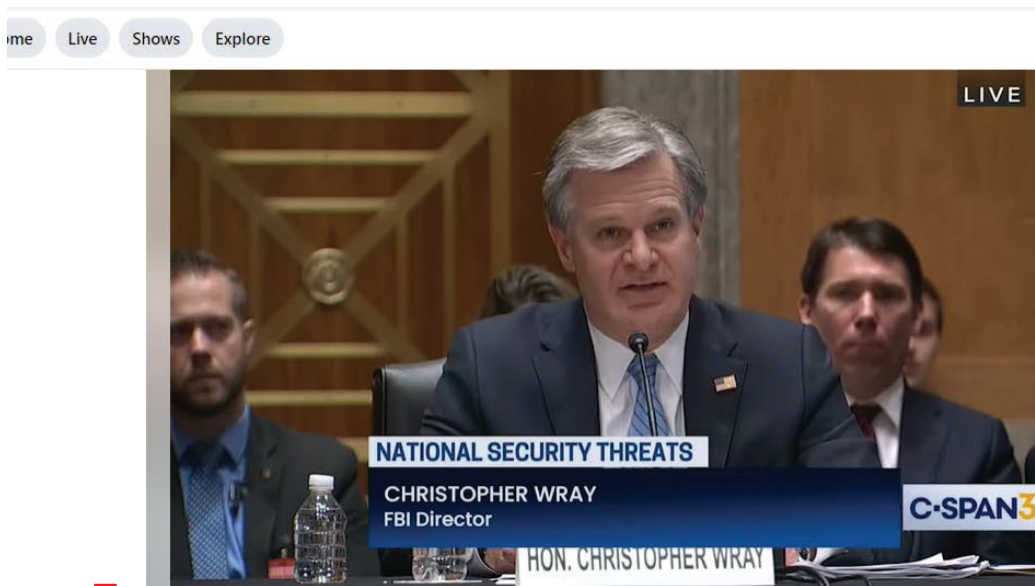 ome
Live
Shows
Explore
LIVE
NATIONAL SECURITY THREATS
CHRISTOPHER WRAY
FBI Director
C-SPAN3
HON. CHRISTOPHER WRAY